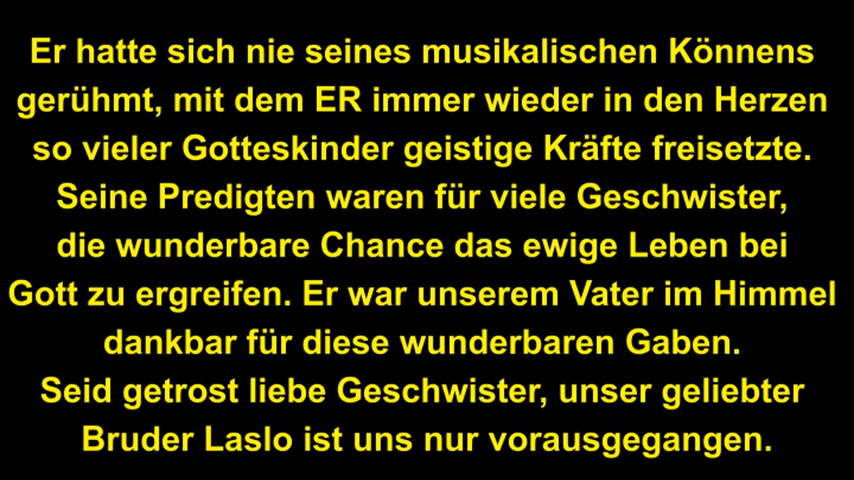 Er hatte sich nie seines musikalischen Könnens
gerühmt, mit dem ER immer wieder in den Herzen
so vieler Gotteskinder geistige Kräfte freisetzte.
Seine Predigten waren für viele Geschwister,
die wunderbare Chance das ewige Leben bei
Gott zu ergreifen. Er war unserem Vater im Himmel
dankbar für diese wunderbaren Gaben.
Seid getrost liebe Geschwister, unser geliebter
Bruder Laslo ist uns nur vorausgegangen.